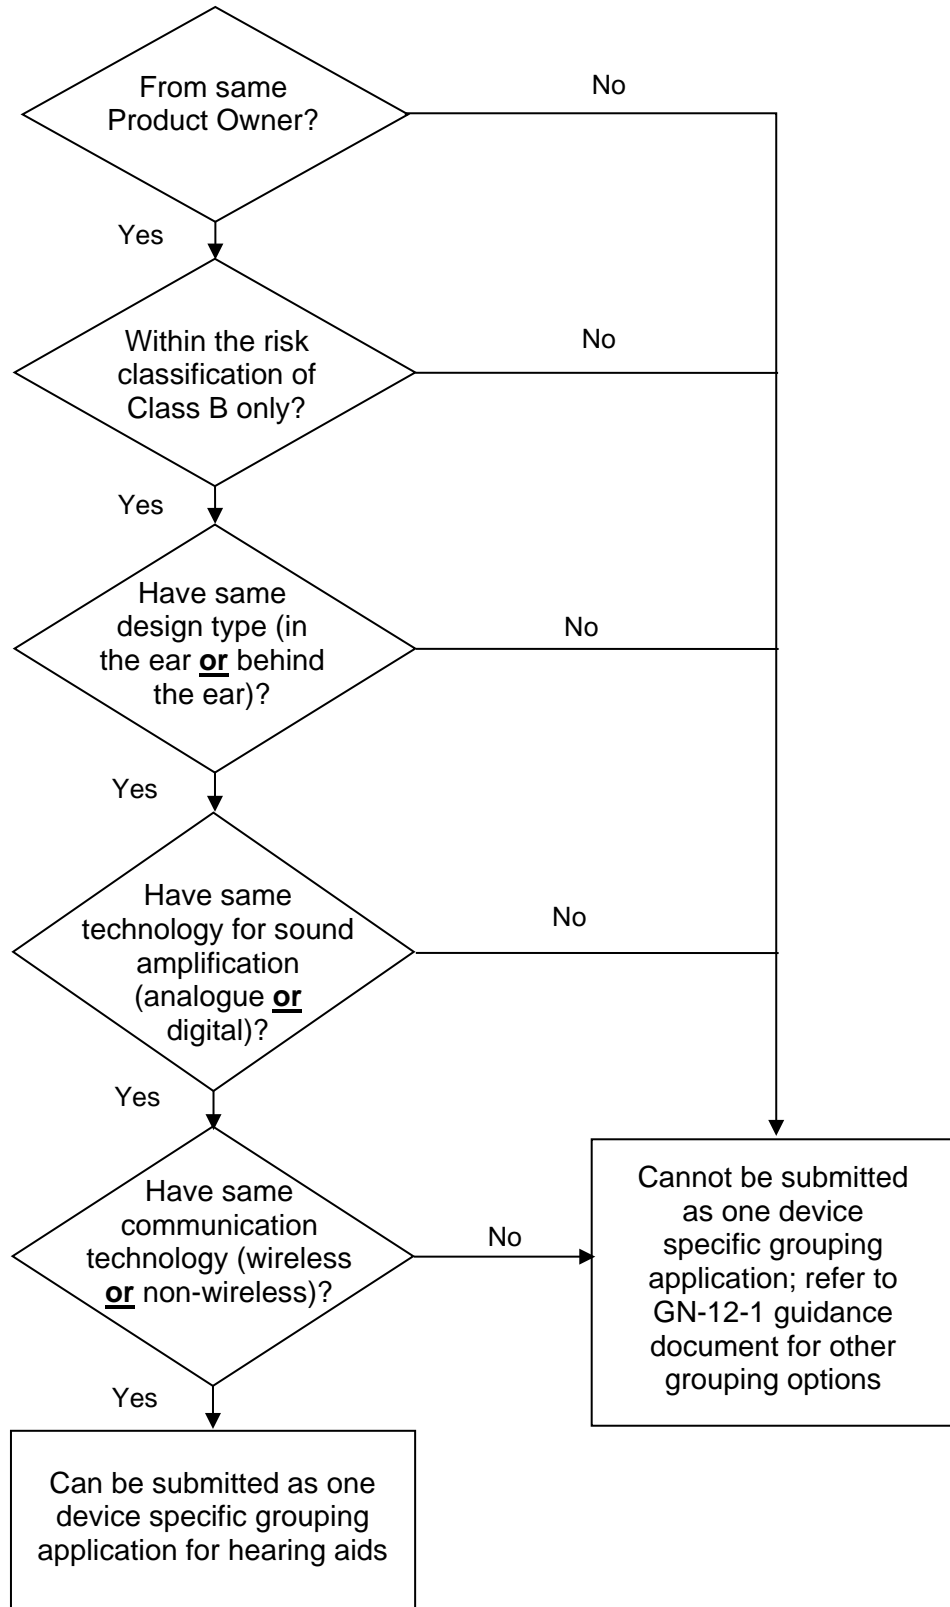 From same
Product Owner?
No
Yes
Within the risk
classification of
Class B only?
No
Yes
Have same
design type (in
the ear or behind
the ear)?
No
Yes
Have same
technology for sound
amplification
(analogue or
digital)?
No
Yes
Have same
communication
technology (wireless
or non-wireless)?
No
Cannot be submitted
as one device
specific grouping
application; refer to
GN-12-1 guidance
document for other
grouping options
Yes
Can be submitted as one
device specific grouping
application for hearing aids